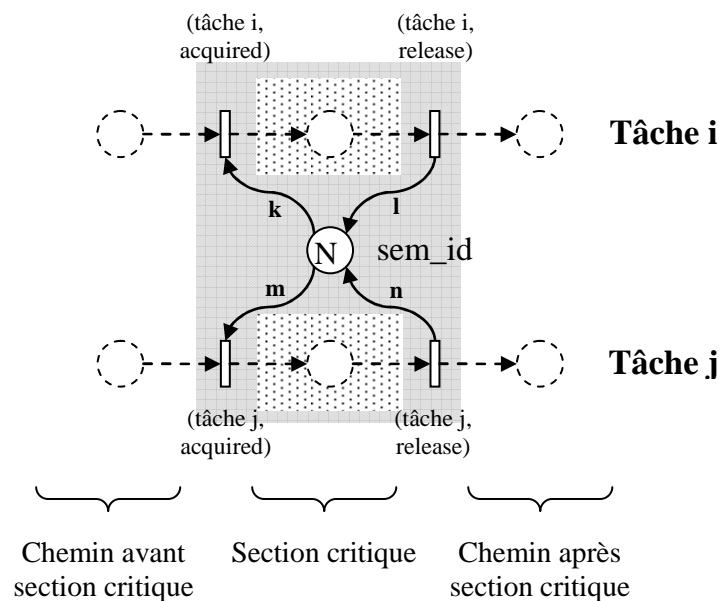 (tâche i,
acquired)
(tâche i,
release)
Tâche i
k
l
N
sem_id
m
n
Tâche j
(tâche j,
acquired)
(tâche j,
release)
Chemin avant
section critique
Section critique
Chemin après
section critique